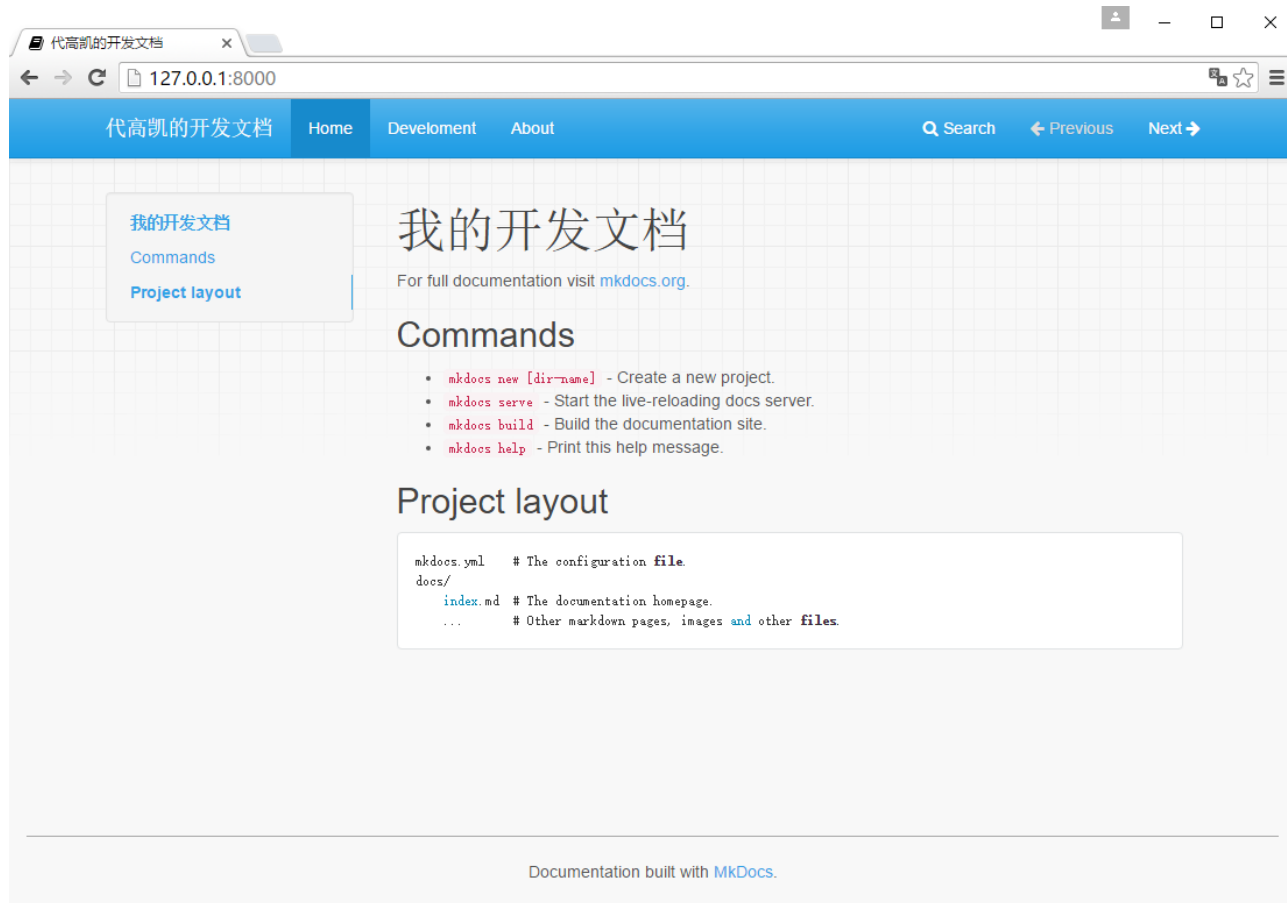 代高凯的开发文档
127.0.0.1:8000
代高凯的开发文档 Home Develoment About Search Previous Next
我的开发文档
Commands
Project layout
我的开发文档
For full documentation visit mkdocs.org.
Commands
mkdocs new [dir-name] - Create a new project.
mkdocs serve - Start the live-reloading docs server.
mkdocs build - Build the documentation site.
mkdocs help - Print this help message.
Project layout
mkdocs.yml # The configuration file.
docs/
index.md # The documentation homepage.
... # Other markdown pages, images and other files.
Documentation built with MkDocs.